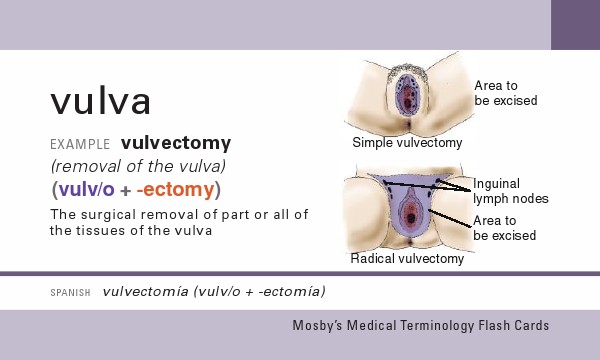 vulva
EXAMPLE vulvectomy
(removal of the vulva)
(vulv/o + -ectomy)
The surgical removal of part or all of
the tissues of the vulva
Area to
be excised
Simple vulvectomy
Inguinal
lymph nodes
Area to
be excised
Radical vulvectomy
SPANISH vulvectomía (vulv/o + -ectomía)
Mosby's Medical Terminology Flash Cards